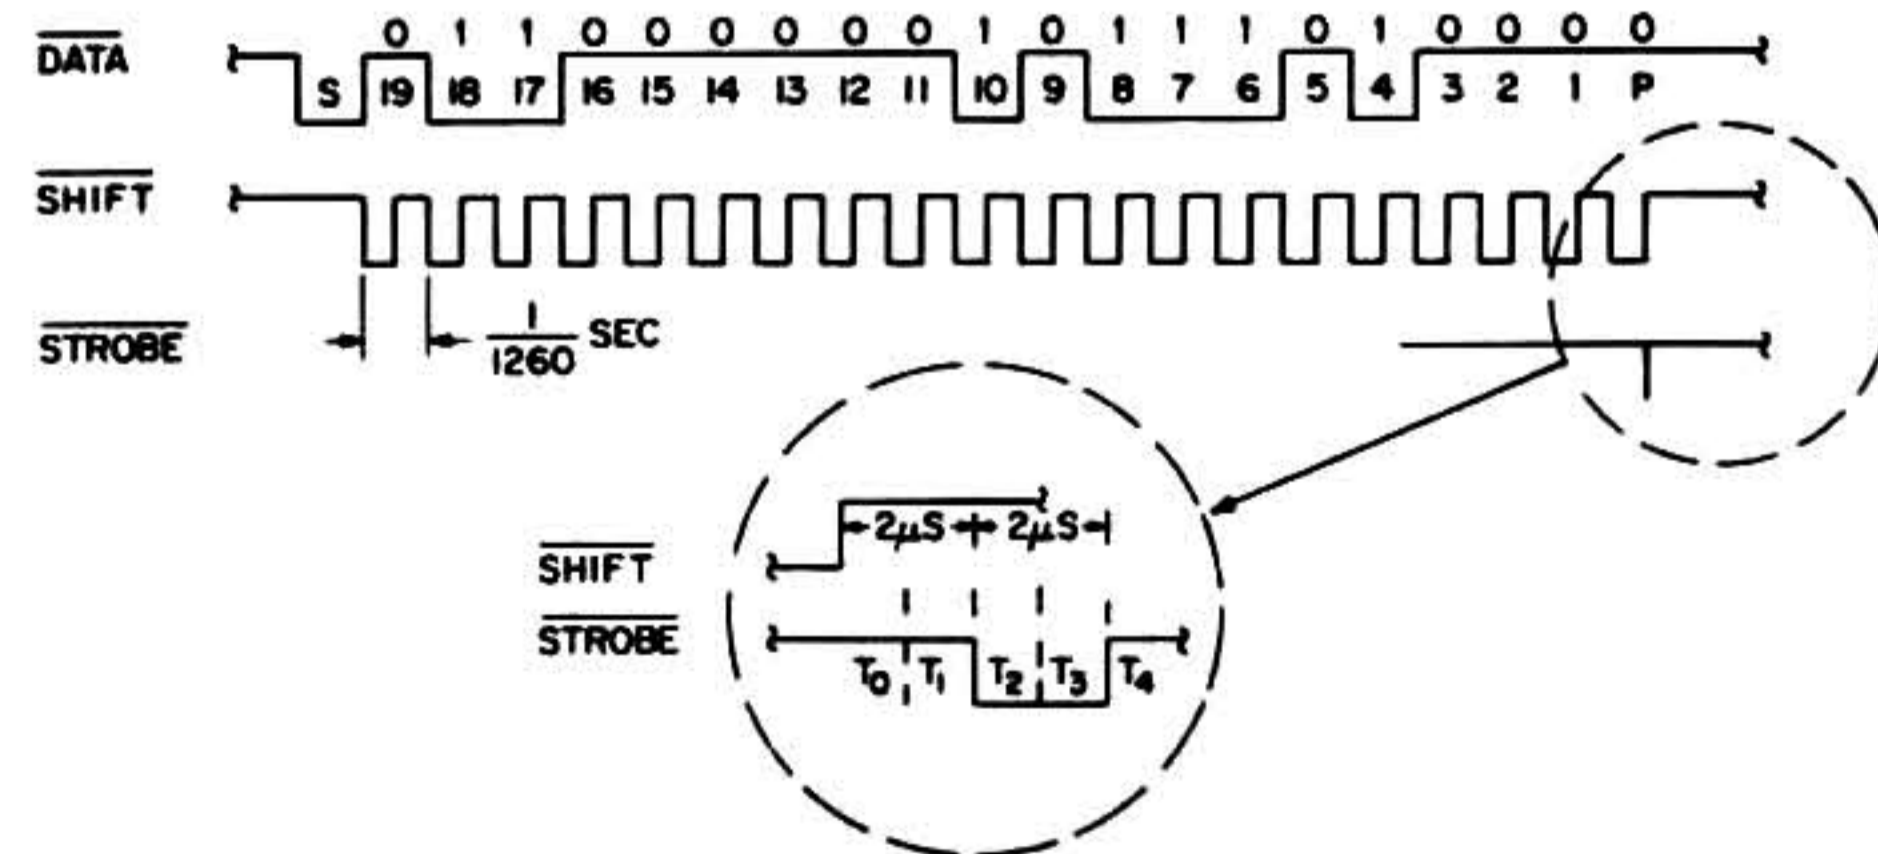 0 1 1 0 0 0 0 0 0 1 0 1 1 1 0 1 0 0 0 0
DATA
S 19 18 17 16 15 14 13 12 11 10 9 8 7 6 5 4 3 2 1 P
SHIFT
STROBE
1/1260 SEC
2μS 2μS
SHIFT
STROBE
T0 T1 T2 T3 T4